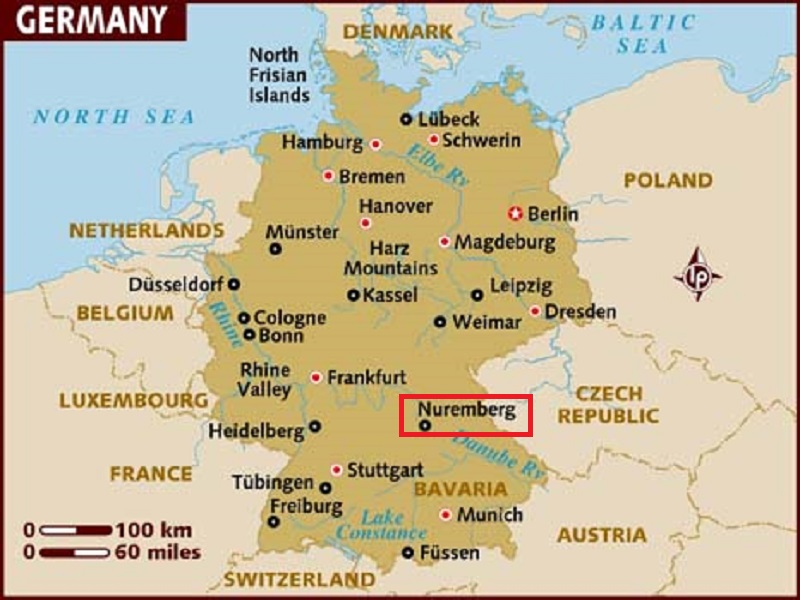 GERMANY
DENMARK
BALTIC
SEA
North
Frisian
Islands
NORTH SEA
Lübeck
Hamburg
Schwerin
Elbe Rv
Bremen
POLAND
Hanover
Berlin
NETHERLANDS
Münster
Magdeburg
Harz
Mountains
lp
Düsseldorf
Leipzig
Kassel
BELGIUM
Rhine
Cologne
Weimar
Dresden
Bonn
Rhine
Valley
Frankfurt
LUXEMBOURG
Nuremberg
CZECH
REPUBLIC
Heidelberg
Danube Rv
FRANCE
Stuttgart
Tübingen
BAVARIA
Freiburg
Munich
Lake
Constance
0 100 km
0 60 miles
AUSTRIA
Füssen
SWITZERLAND